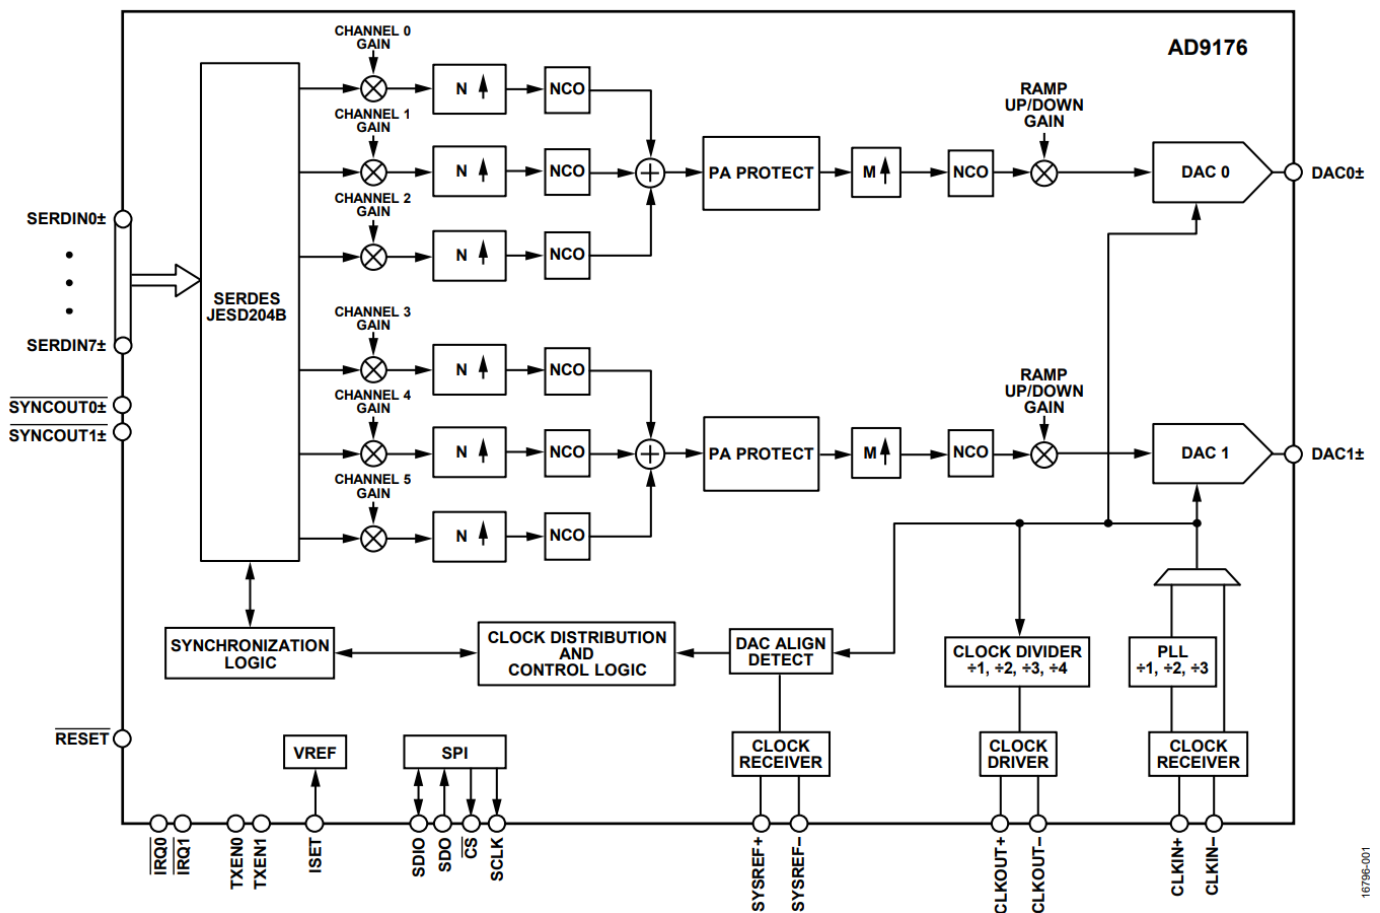 AD9176
CHANNEL 0
GAIN
N
NCO
CHANNEL 1
GAIN
N
NCO
CHANNEL 2
GAIN
N
NCO
PA PROTECT
M
NCO
RAMP
UP/DOWN
GAIN
DAC 0
DAC0±
SERDIN0±
SERDIN7±
SYNCOUT0±
SYNCOUT1±
SERDES
JESD204B
CHANNEL 3
GAIN
N
NCO
CHANNEL 4
GAIN
N
NCO
CHANNEL 5
GAIN
N
NCO
PA PROTECT
M
NCO
RAMP
UP/DOWN
GAIN
DAC 1
DAC1±
SYNCHRONIZATION
LOGIC
CLOCK DISTRIBUTION
AND
CONTROL LOGIC
DAC ALIGN
DETECT
CLOCK DIVIDER
÷1, ÷2, ÷3, ÷4
PLL
÷1, ÷2, ÷3
RESET
VREF
SPI
CLOCK
RECEIVER
CLOCK
DRIVER
CLOCK
RECEIVER
IRQ0
IRQ1
TXEN0
TXEN1
ISET
SDIO
SDO
CS
SCLK
SYSREF+
SYSREF−
CLKOUT+
CLKOUT−
CLKIN+
CLKIN−
16796-001